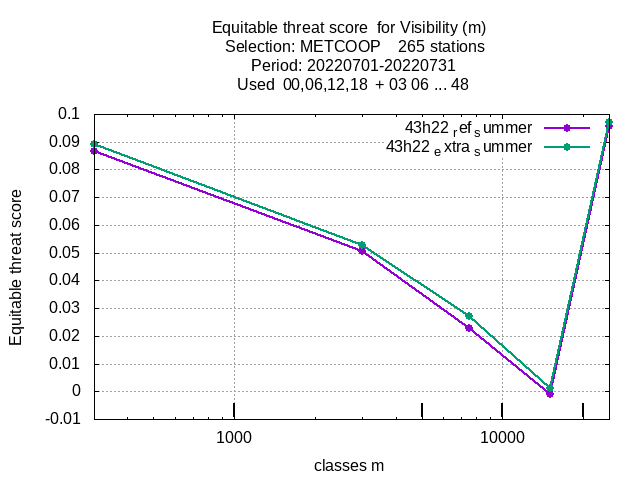 Equitable threat score for Visibility (m)
Selection: METCOOP 265 stations
Period: 20220701-20220731
Used 00,06,12,18 + 03 06 ... 48
43h22 ref summer
43h22 extra summer
Equitable threat score
0.1
0.09
0.08
0.07
0.06
0.05
0.04
0.03
0.02
0.01
0
-0.01
1000
10000
classes m